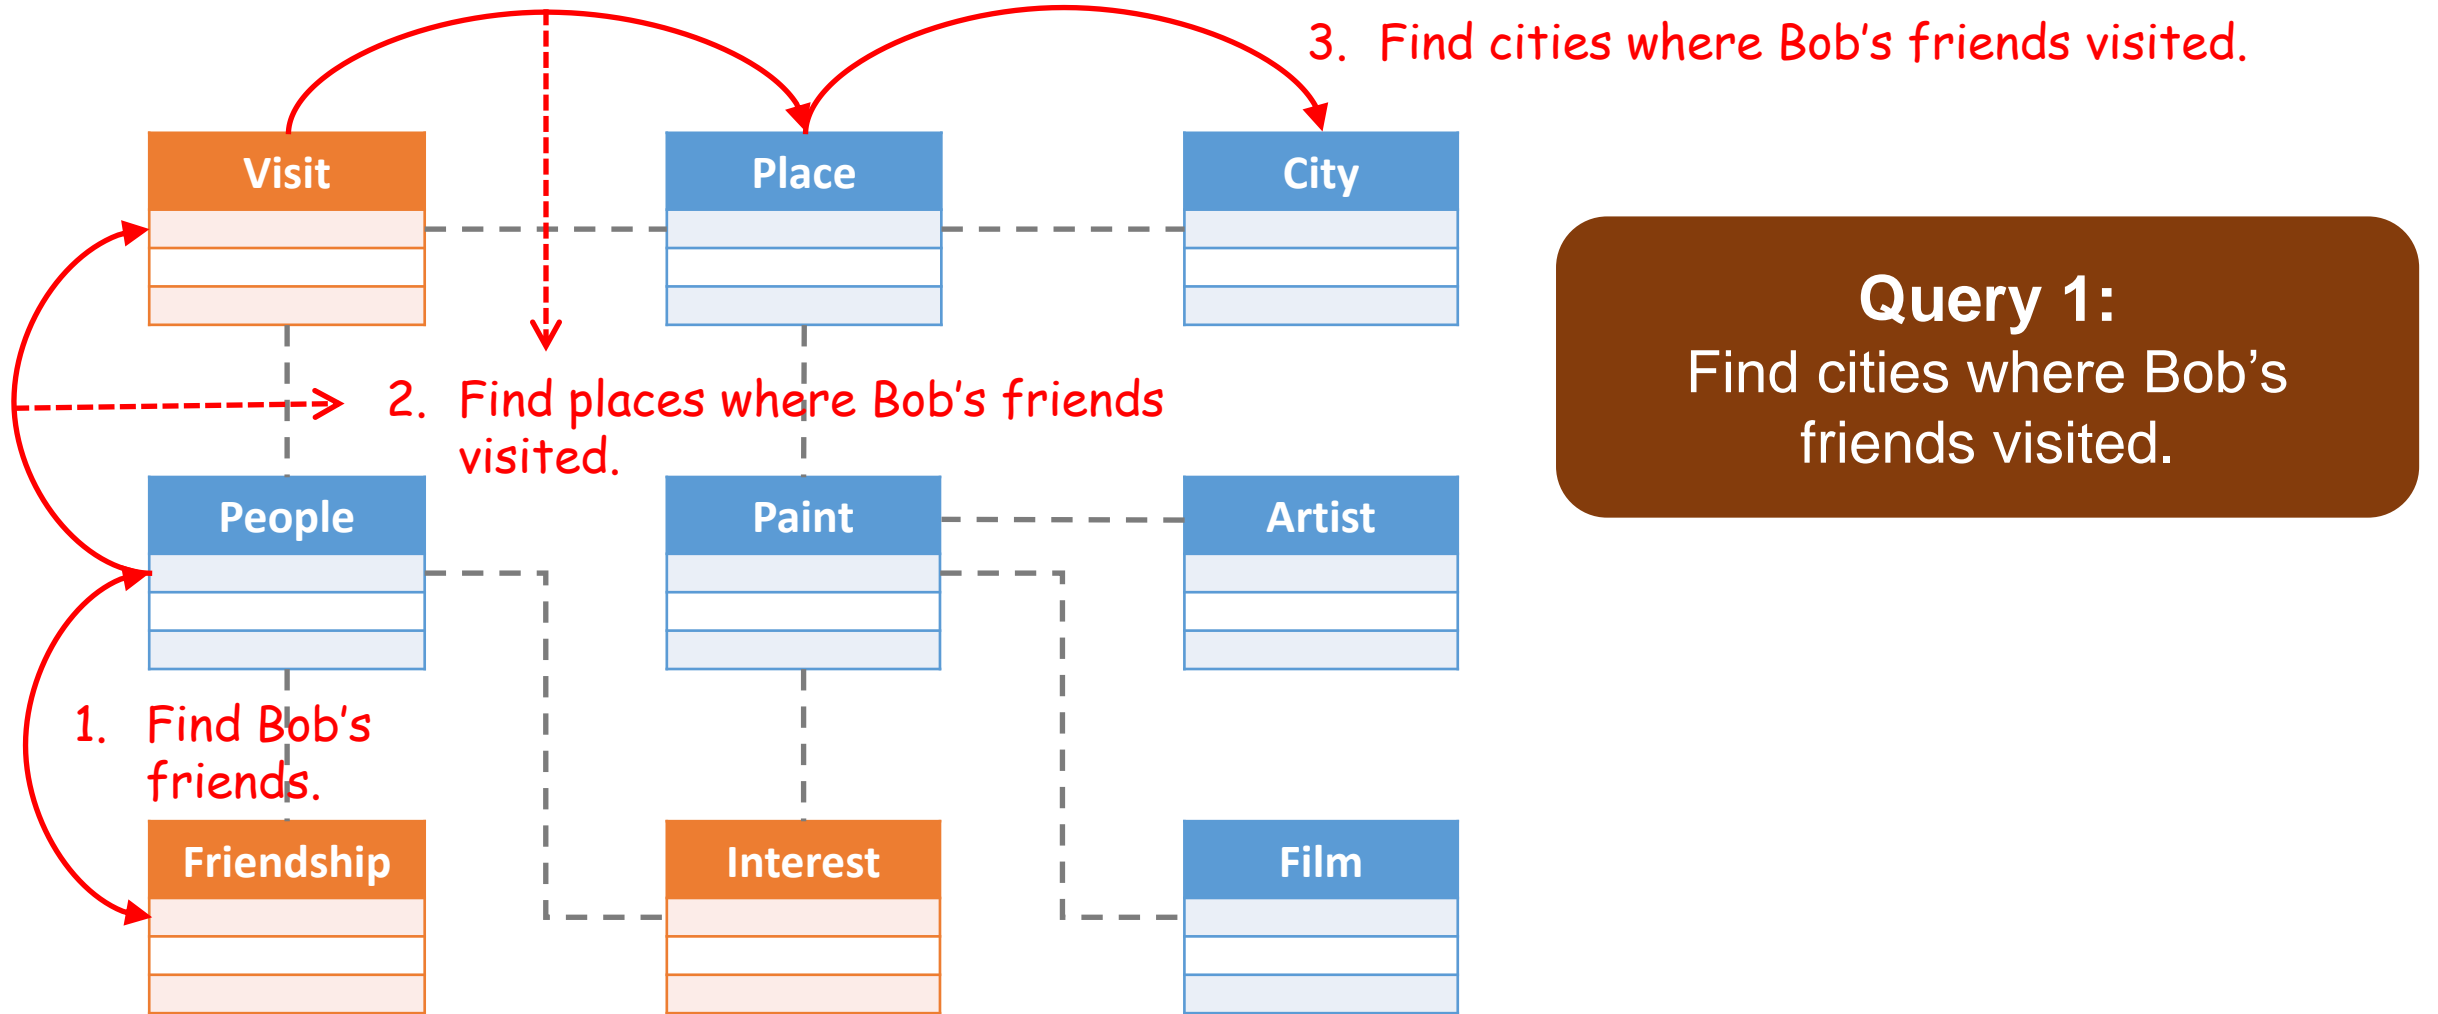 3. Find cities where Bob’s friends visited.
Visit
Place
City
Query 1:
Find cities where Bob’s
friends visited.
2. Find places where Bob’s friends
visited.
People
Paint
Artist
1. Find Bob’s
friends.
Friendship
Interest
Film